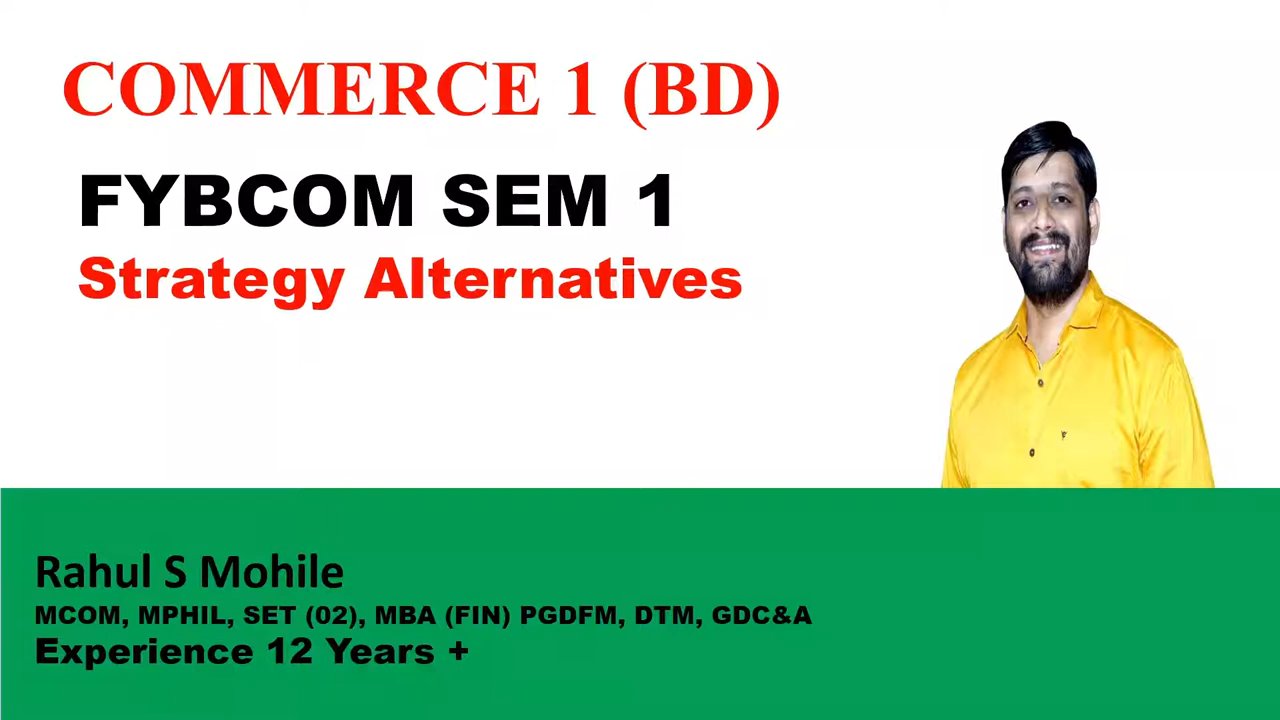 COMMERCE 1 (BD)
FYBCOM SEM 1
Strategy Alternatives
Rahul S Mohile
MCOM, MPHIL, SET (02), MBA (FIN) PGDFM, DTM, GDC&A
Experience 12 Years +